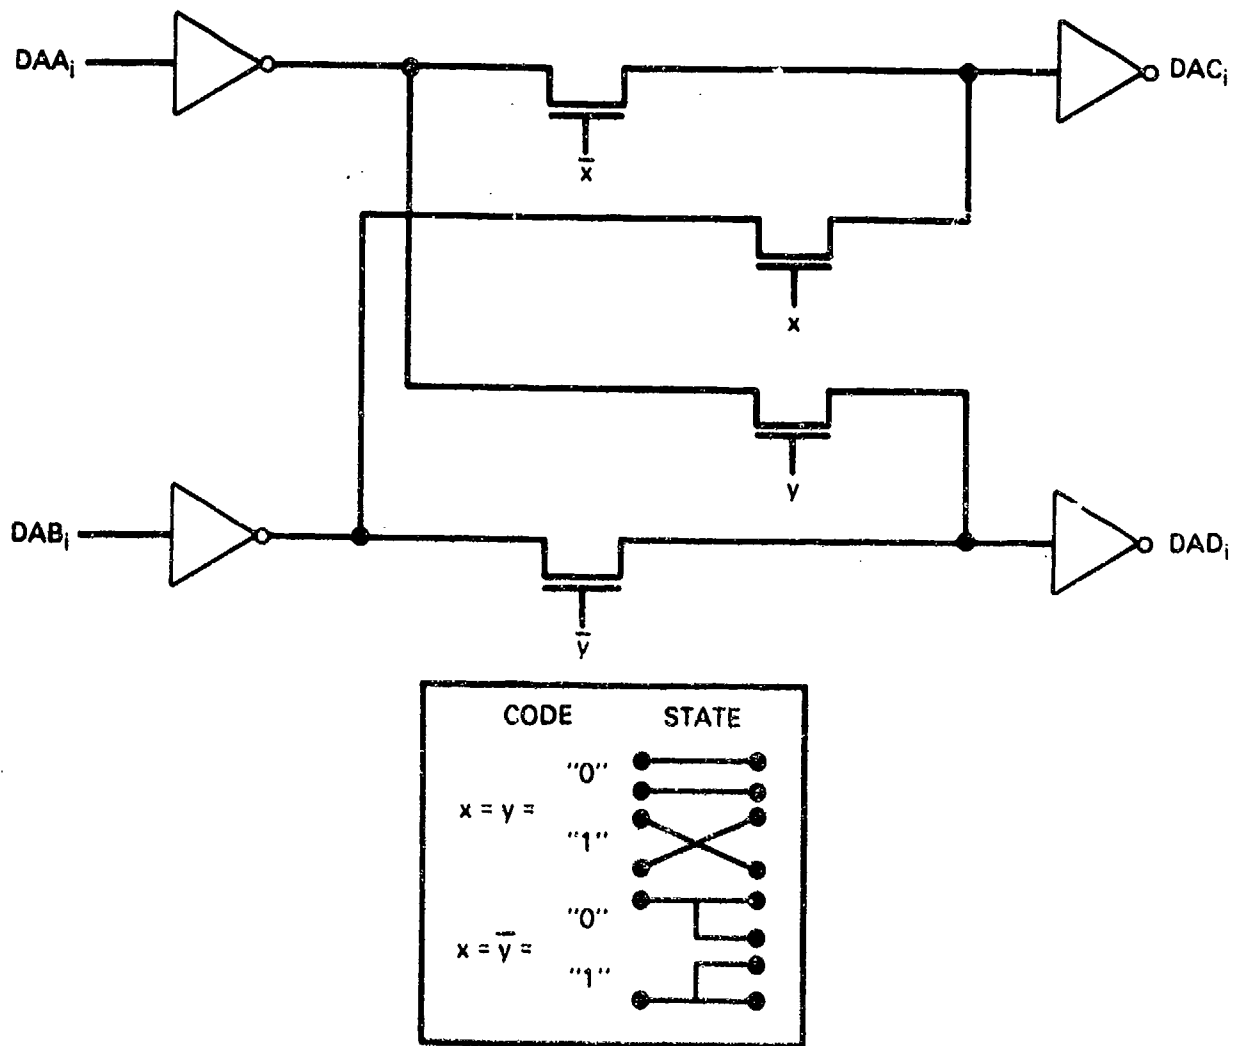 DAAᵢ
DACᵢ
x̅
x
y
DABᵢ
DADᵢ
y̅
CODE STATE
"0"
x = y =
"1"
"0"
x = y̅ =
"1"